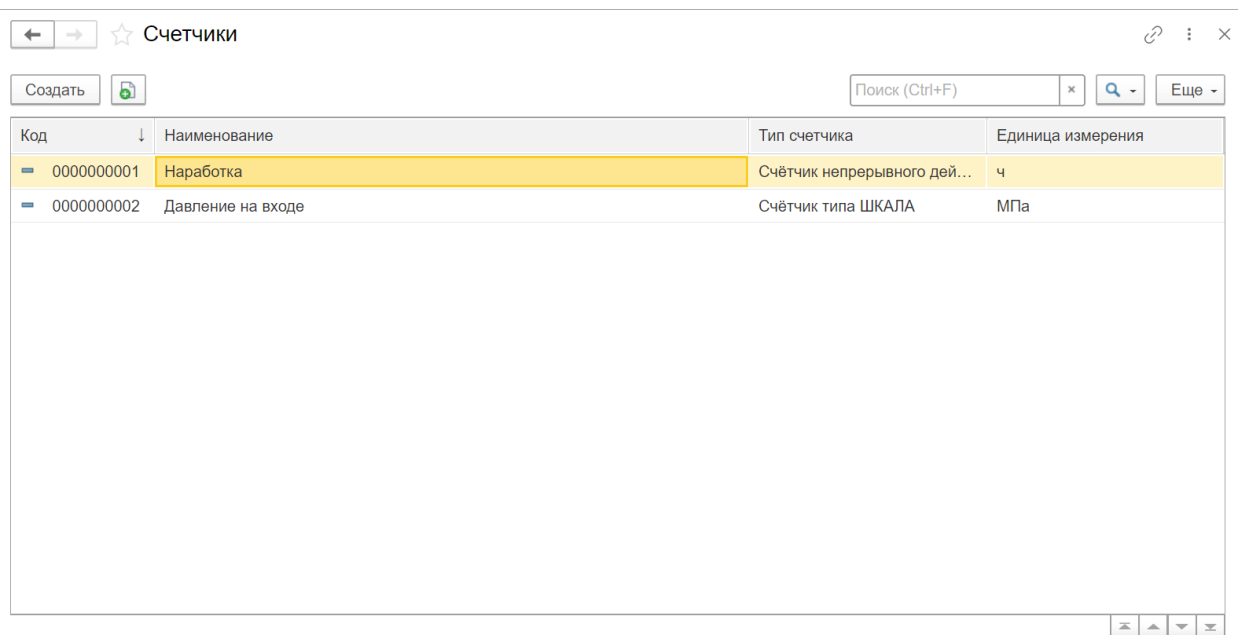 Счетчики
Создать
Поиск (Ctrl+F)
Еще
Код Наименование Тип счетчика Единица измерения
0000000001 Наработка Счётчик непрерывного дей... ч
0000000002 Давление на входе Счётчик типа ШКАЛА МПа